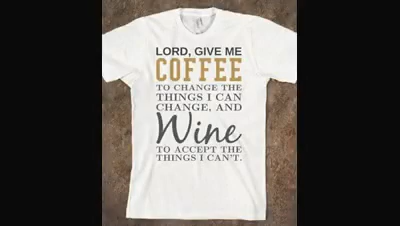 LORD, GIVE ME
COFFEE
TO CHANGE THE
THINGS I CAN
CHANGE, AND
Wine
TO ACCEPT THE
THINGS I CAN'T.